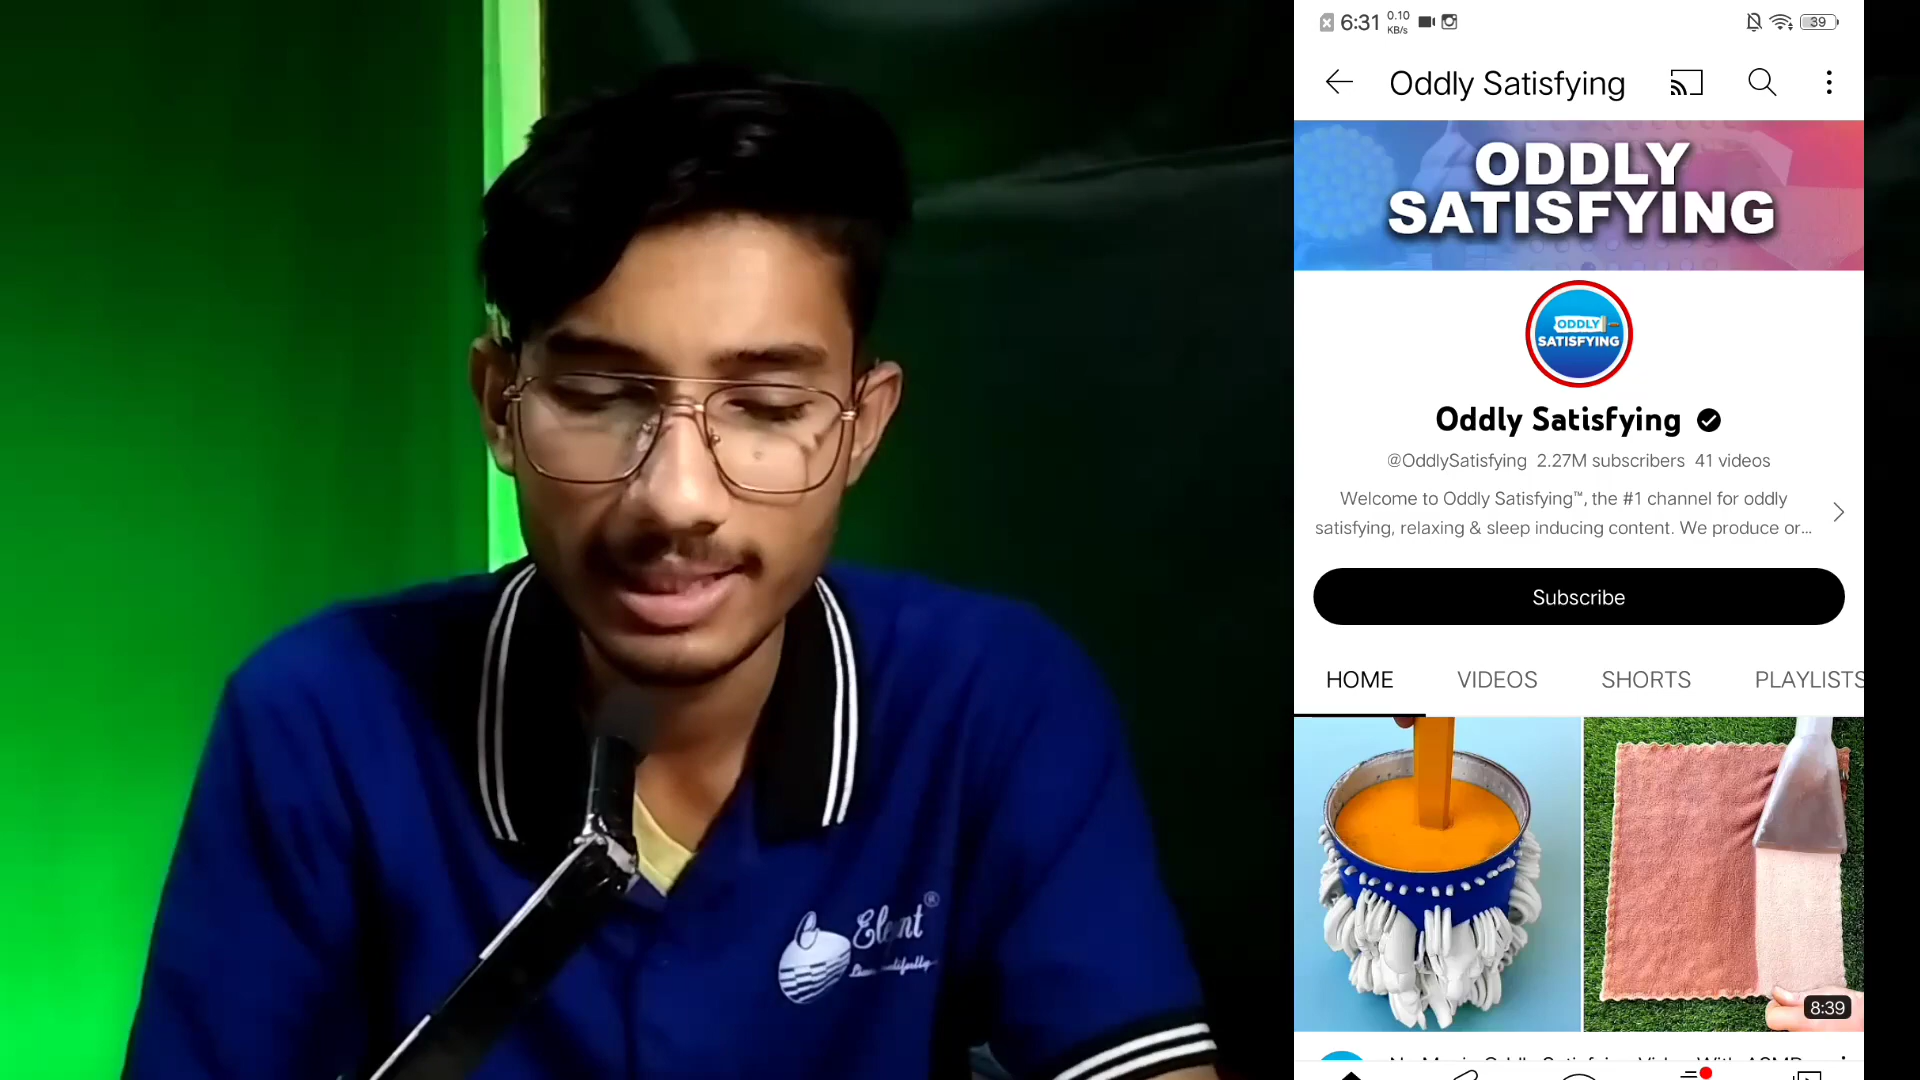 6:31 0.10 KB/s 39
Oddly Satisfying
ODDLY
SATISFYING
ODDLY
SATISFYING
Oddly Satisfying
@OddlySatisfying 2.27M subscribers 41 videos
Welcome to Oddly Satisfying™, the #1 channel for oddly
satisfying, relaxing & sleep inducing content. We produce or...
Subscribe
HOME VIDEOS SHORTS PLAYLISTS
8:39